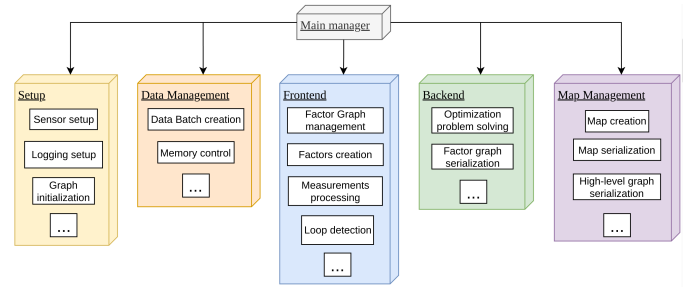 Main manager
Setup
Sensor setup
Logging setup
Graph
initialization
...
Data Management
Data Batch creation
Memory control
...
Frontend
Factor Graph
management
Factors creation
Measurements
processing
Loop detection
...
Backend
Optimization
problem solving
Factor graph
serialization
...
Map Management
Map creation
Map serialization
High-level graph
serialization
...